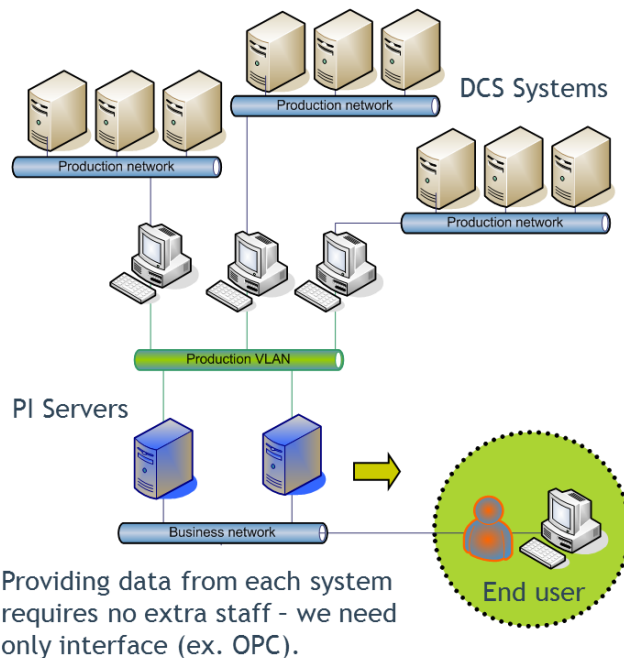 Production network
DCS Systems
Production network
Production network
Production VLAN
PI Servers
Business network
End user
Providing data from each system
requires no extra staff – we need
only interface (ex. OPC).